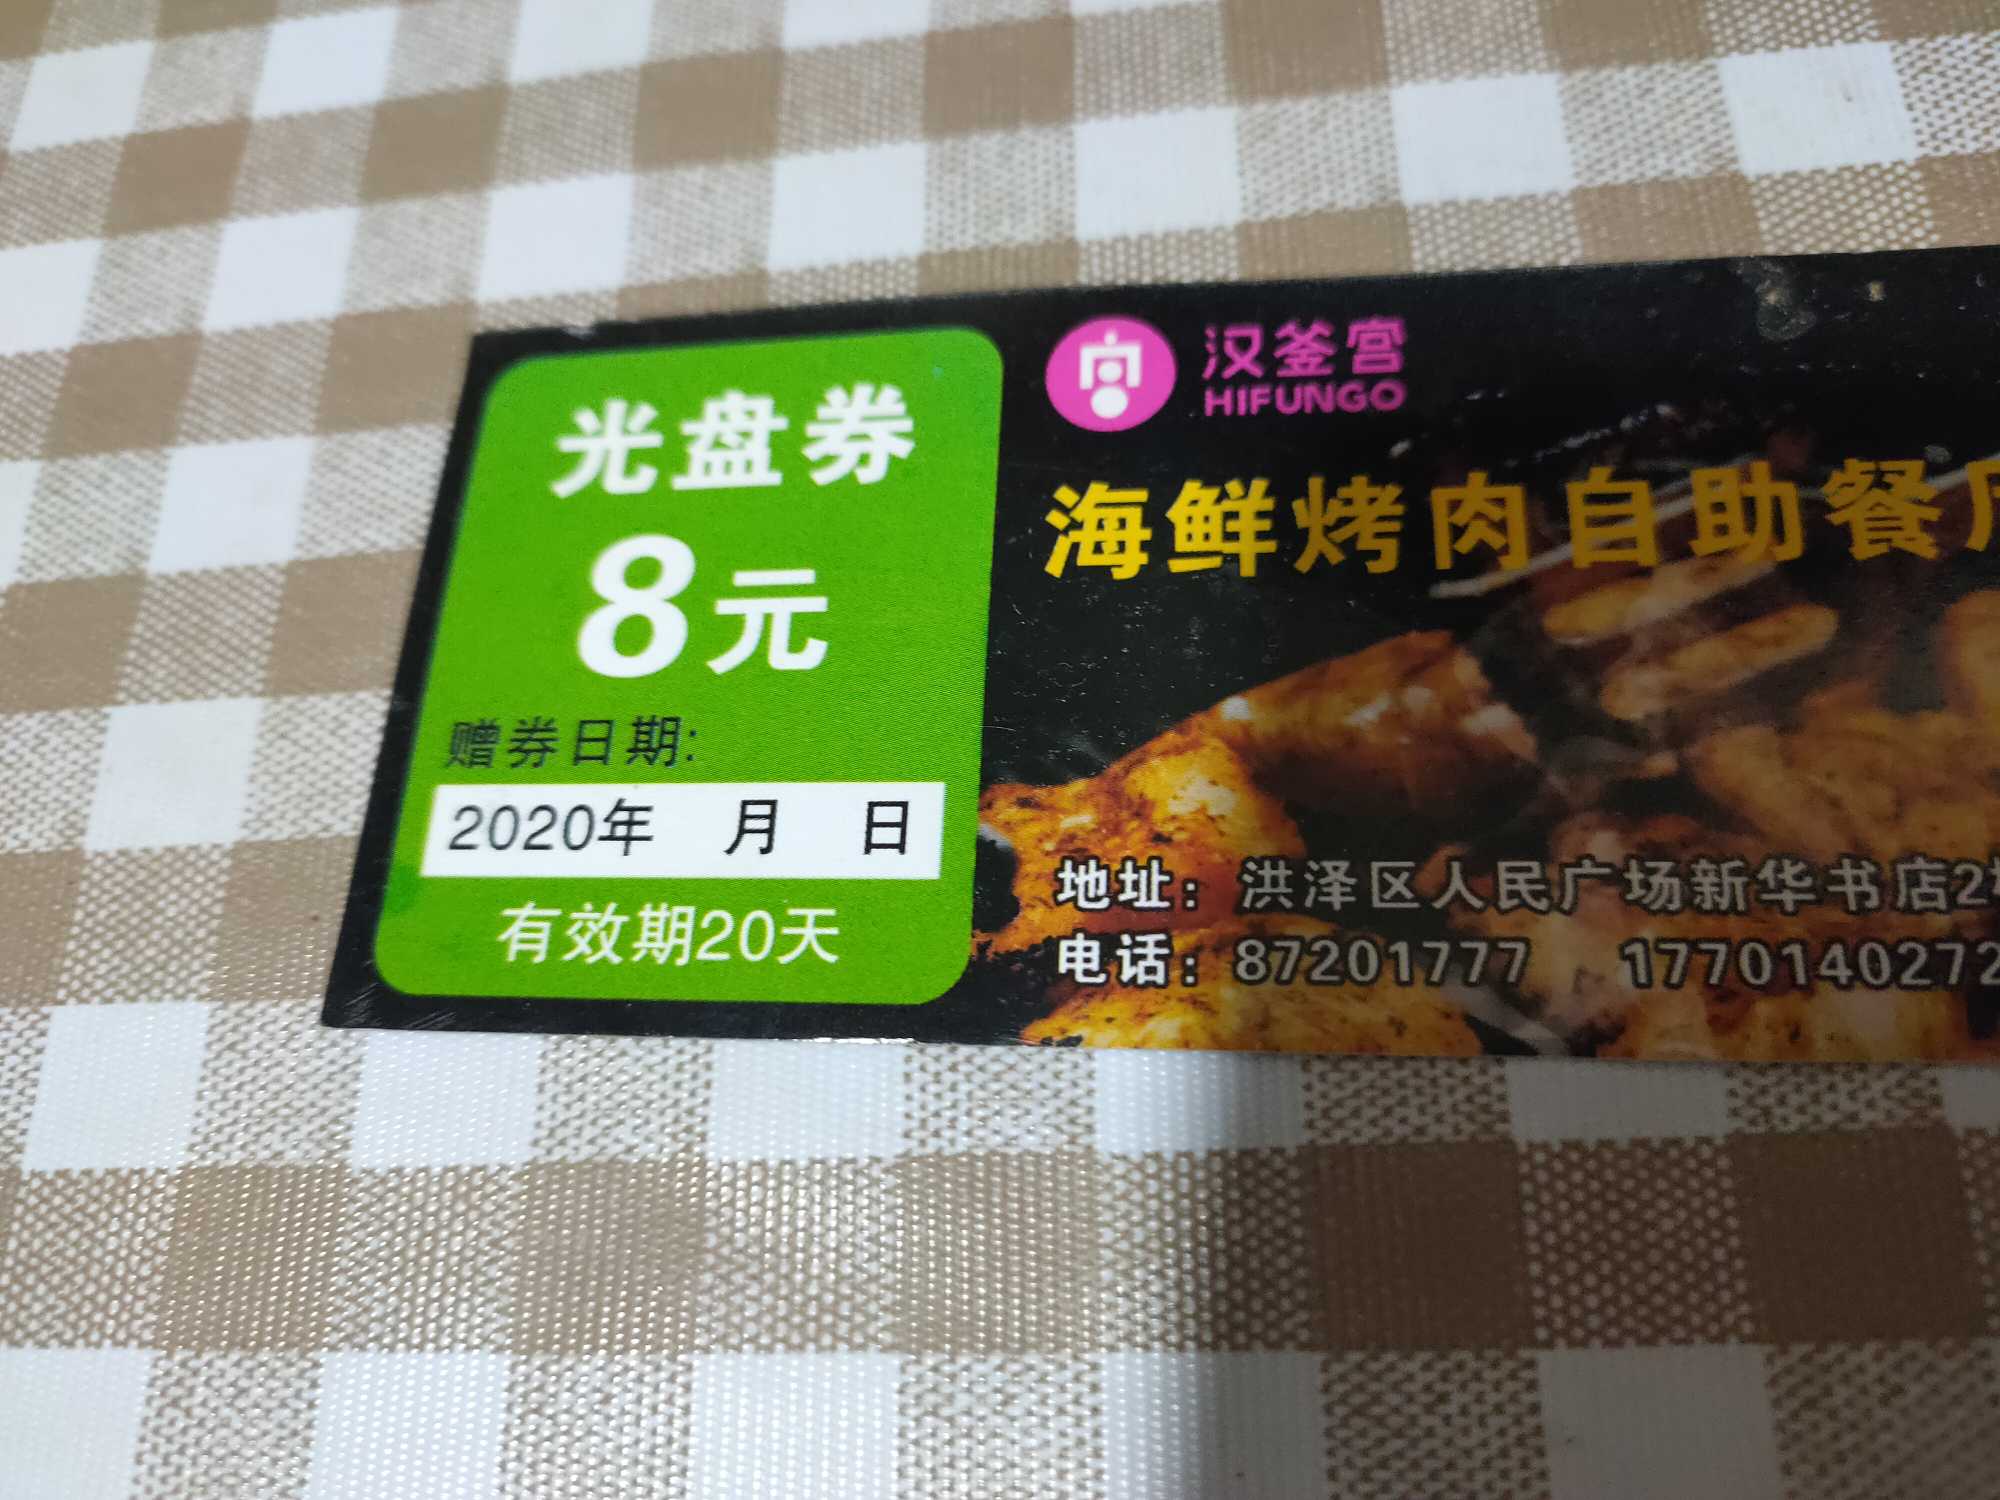 光盘券
8元
赠券日期:
2020年 月 日
有效期20天
汉釜宫
HIFUNGO
海鲜烤肉自助餐
地址：洪泽区人民广场新华书店2
电话：87201777 1770140272